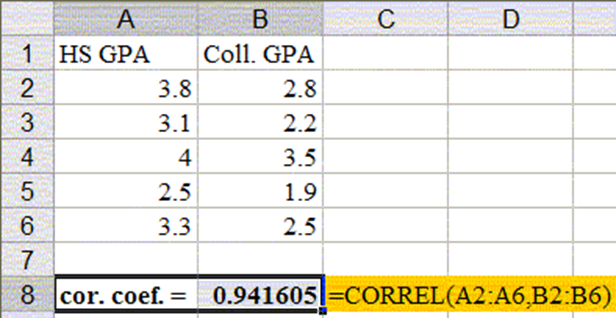 A B C D
1 HS GPA Coll. GPA
2 3.8 2.8
3 3.1 2.2
4 4 3.5
5 2.5 1.9
6 3.3 2.5
7
8 cor. coef. = 0.941605 =CORREL(A2:A6,B2:B6)